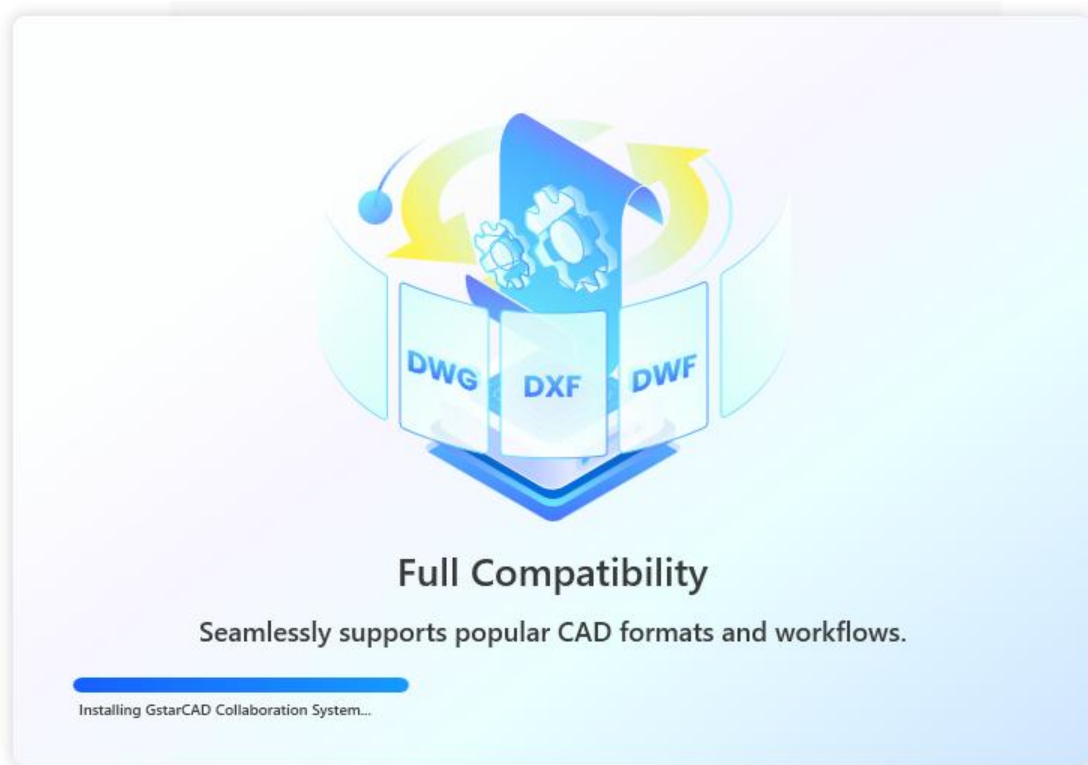 DWG
DXF
DWF
Full Compatibility
Seamlessly supports popular CAD formats and workflows.
Installing GstarCAD Collaboration System...